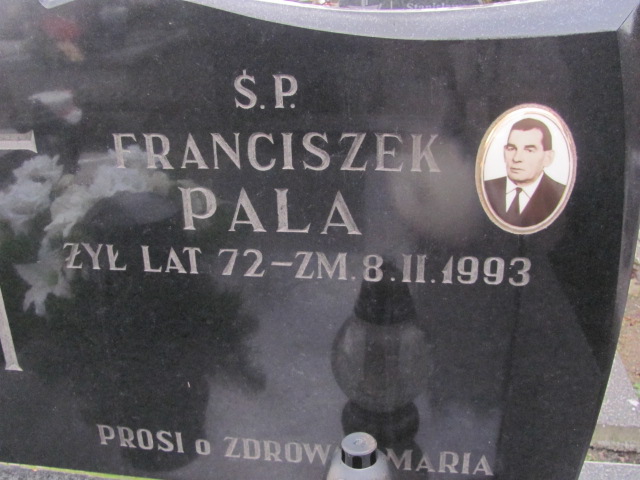 Ś.P.
FRANCISZEK
PALA
ŻYŁ LAT 72-ZM.8.II.1993
PROSI o ZDROW MARIA